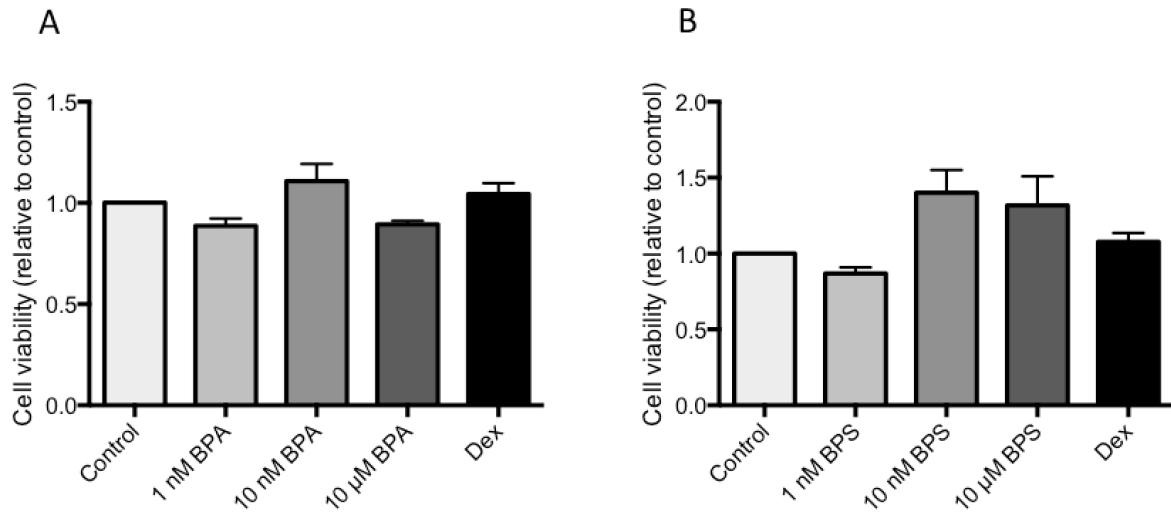 A
Cell viability (relative to control)
1.5
1.0
0.5
0.0
Control
1 nM BPA
10 nM BPA
10 µM BPA
Dex
B
Cell viability (relative to control)
2.0
1.5
1.0
0.5
0.0
Control
1 nM BPS
10 nM BPS
10 µM BPS
Dex